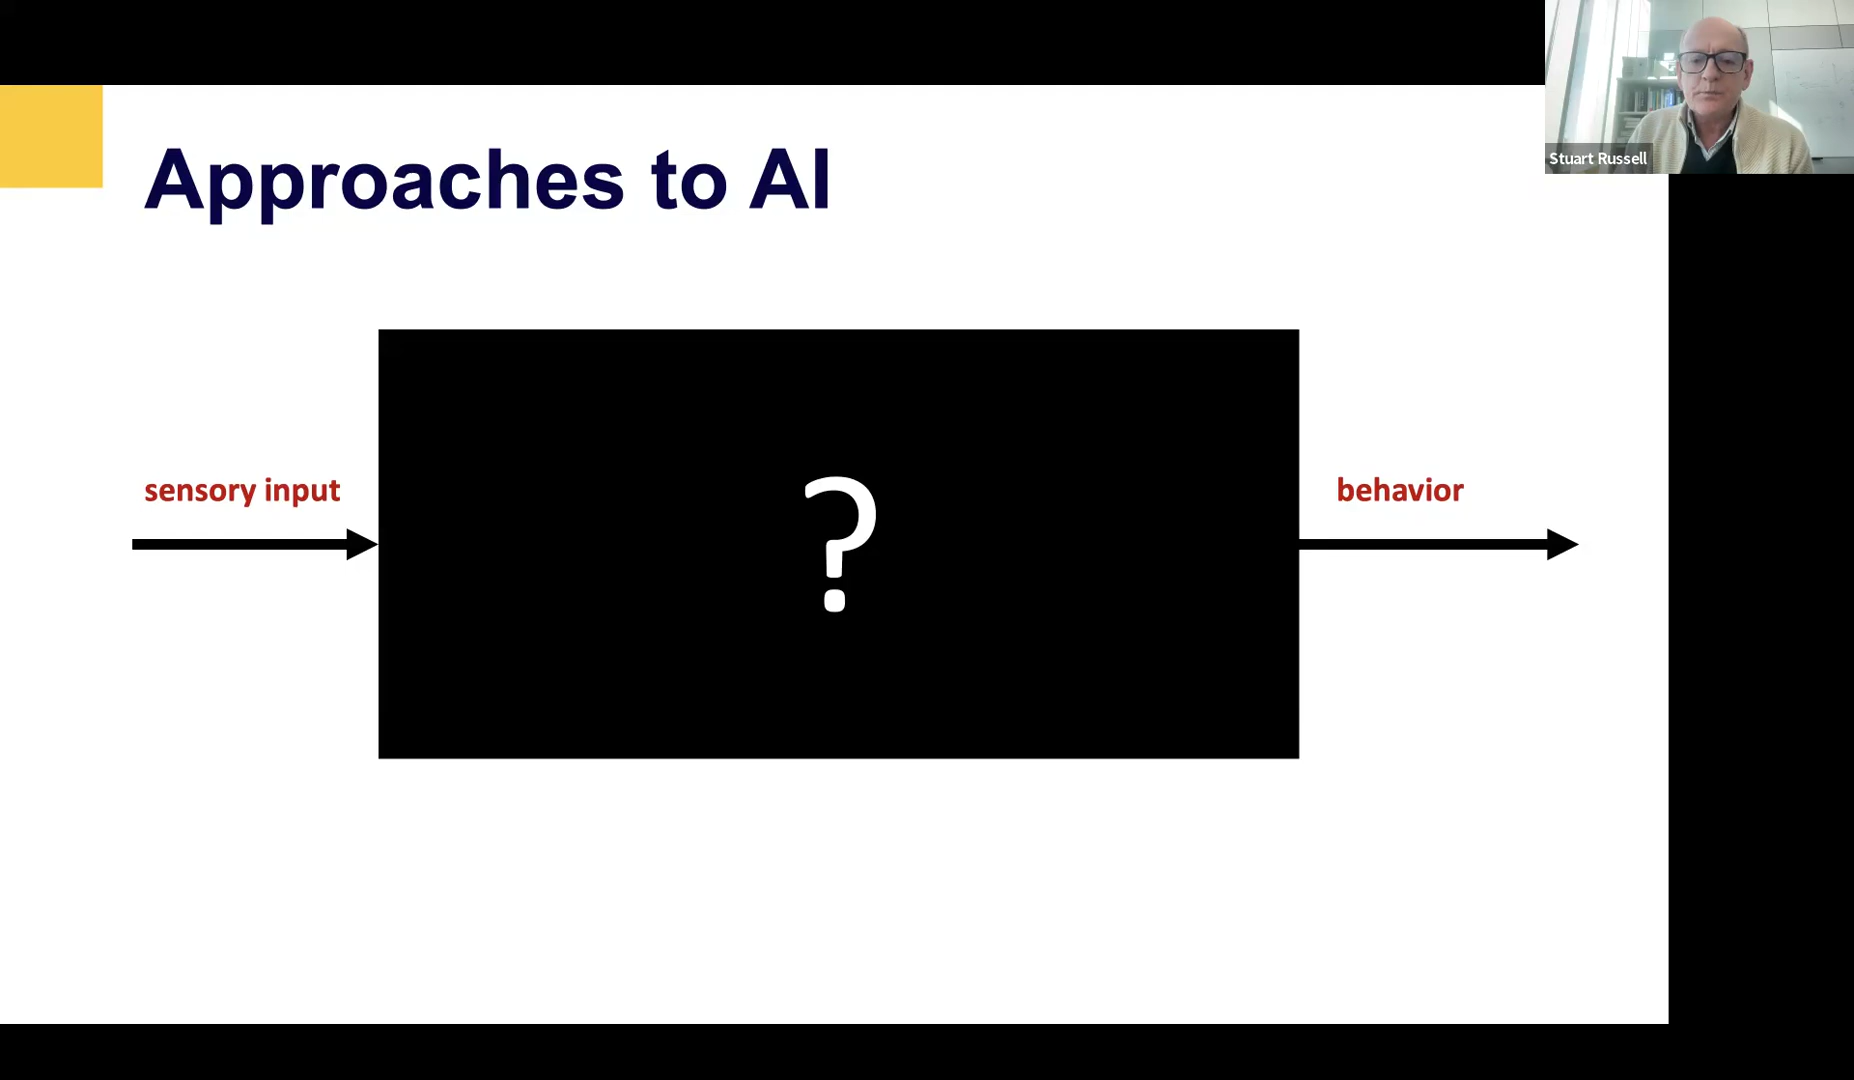 Stuart Russell
Approaches to AI
sensory input
?
behavior